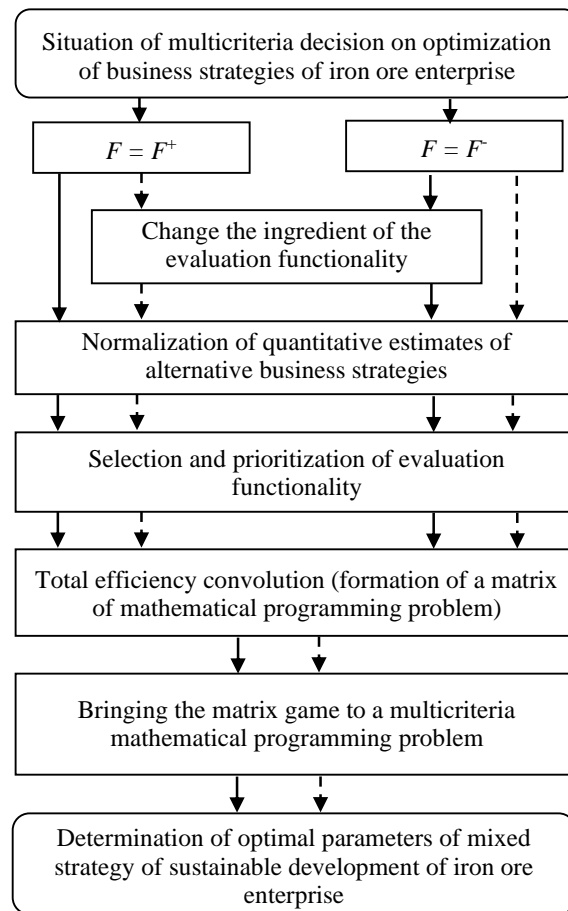 Situation of multicriteria decision on optimization
of business strategies of iron ore enterprise
F = F⁺
F = F⁻
Change the ingredient of the
evaluation functionality
Normalization of quantitative estimates of
alternative business strategies
Selection and prioritization of evaluation
functionality
Total efficiency convolution (formation of a matrix
of mathematical programming problem)
Bringing the matrix game to a multicriteria
mathematical programming problem
Determination of optimal parameters of mixed
strategy of sustainable development of iron ore
enterprise